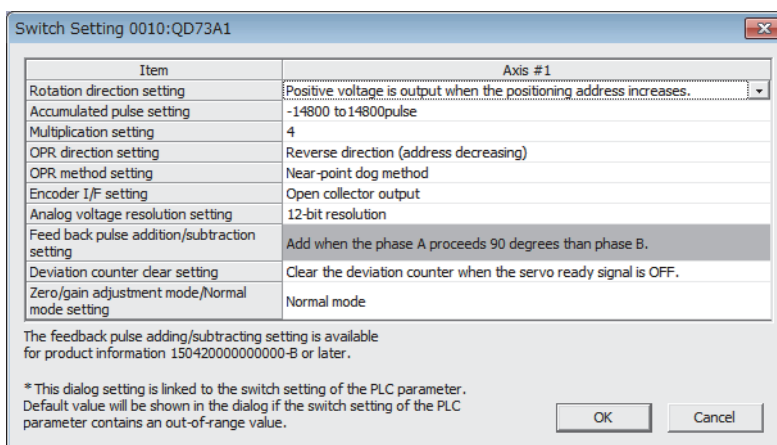 Switch Setting 0010:QD73A1
Item Axis #1
Rotation direction setting Positive voltage is output when the positioning address increases.
Accumulated pulse setting -14800 to14800pulse
Multiplication setting 4
OPR direction setting Reverse direction (address decreasing)
OPR method setting Near-point dog method
Encoder I/F setting Open collector output
Analog voltage resolution setting 12-bit resolution
Feed back pulse addition/subtraction
setting Add when the phase A proceeds 90 degrees than phase B.
Deviation counter clear setting Clear the deviation counter when the servo ready signal is OFF.
Zero/gain adjustment mode/Normal
mode setting Normal mode
The feedback pulse adding/subtracting setting is available
for product information 150420000000000-B or later.
* This dialog setting is linked to the switch setting of the PLC parameter.
Default value will be shown in the dialog if the switch setting of the PLC
parameter contains an out-of-range value.
OK Cancel